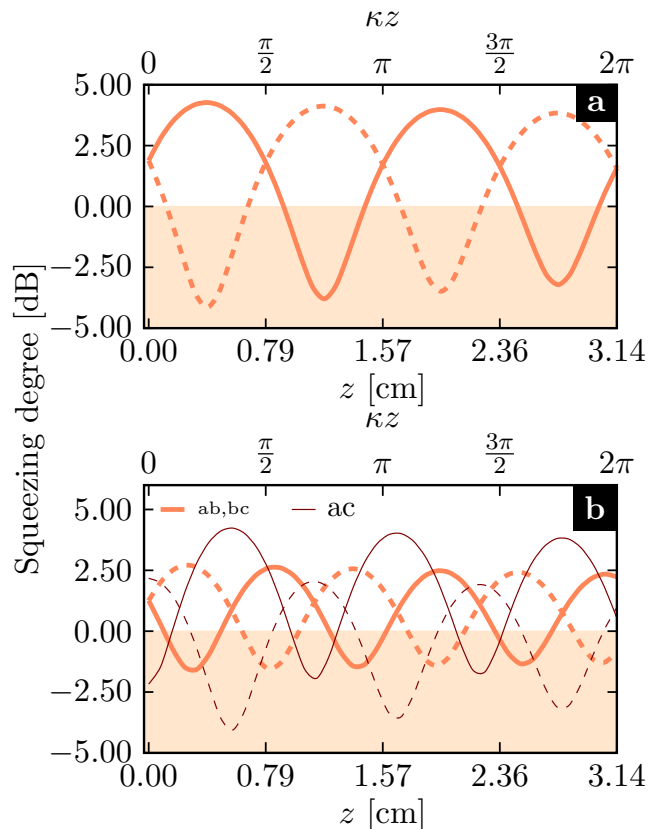 κz
0 π/2 π 3π/2 2π
5.00
2.50
0.00
−2.50
−5.00
a
0.00 0.79 1.57 2.36 3.14
z [cm]
Squeezing degree [dB]
κz
0 π/2 π 3π/2 2π
5.00
2.50
0.00
−2.50
−5.00
ab,bc ac
b
0.00 0.79 1.57 2.36 3.14
z [cm]